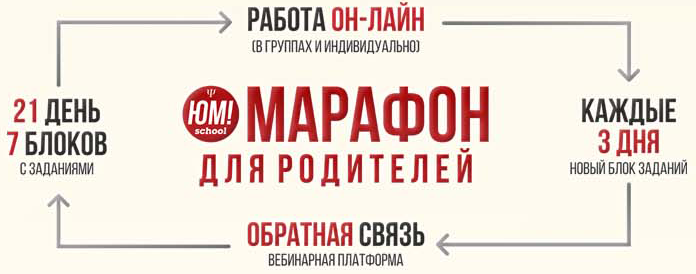 РАБОТА ОН-ЛАЙН
(В ГРУППАХ И ИНДИВИДУАЛЬНО)
21 ДЕНЬ
7 БЛОКОВ
С ЗАДАНИЯМИ
Ψ
ЮМ!
school
МАРАФОН
ДЛЯ РОДИТЕЛЕЙ
КАЖДЫЕ
3 ДНЯ
НОВЫЙ БЛОК ЗАДАНИЙ
ОБРАТНАЯ СВЯЗЬ
ВЕБИНАРНАЯ ПЛАТФОРМА